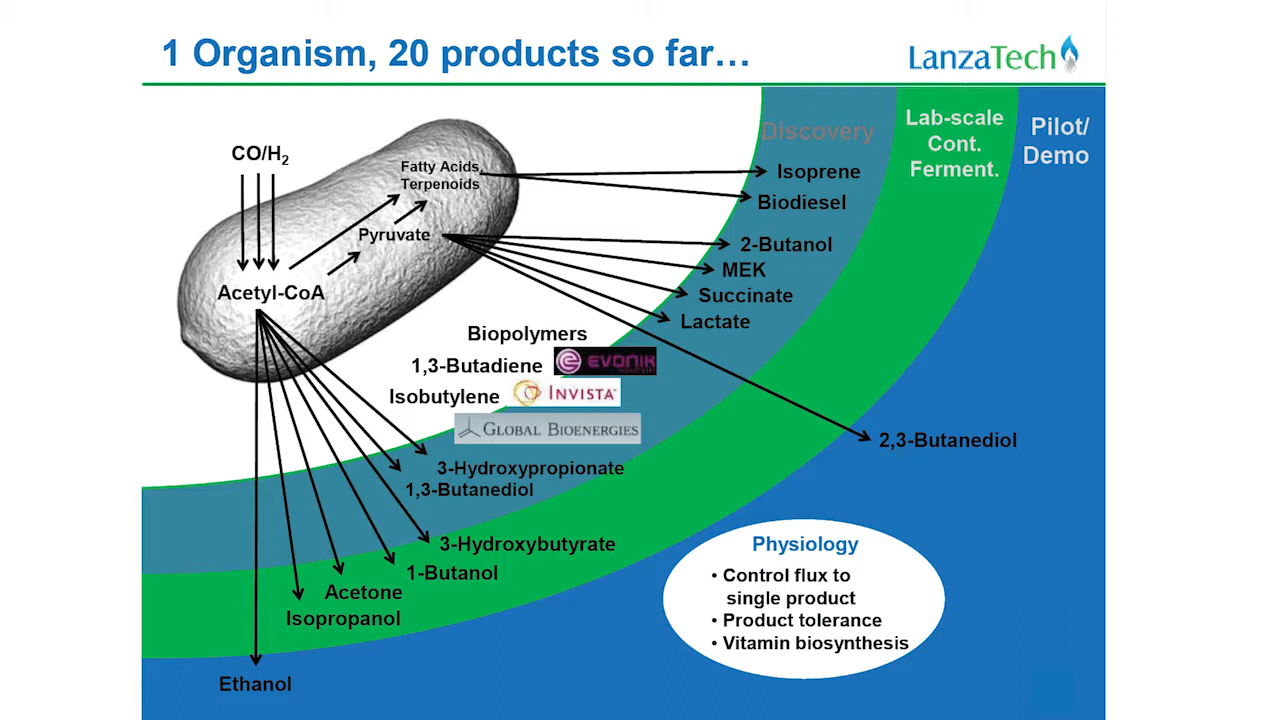 1 Organism, 20 products so far…
LanzaTech
Discovery
Lab-scale
Cont.
Ferment.
Pilot/
Demo
CO/H2
Fatty Acids,
Terpenoids
Pyruvate
Acetyl-CoA
Isoprene
Biodiesel
2-Butanol
MEK
Succinate
Lactate
Biopolymers
1,3-Butadiene
EVONIK
Isobutylene
INVISTA
GLOBAL BIOENERGIES
2,3-Butanediol
3-Hydroxypropionate
1,3-Butanediol
3-Hydroxybutyrate
1-Butanol
Acetone
Isopropanol
Ethanol
Physiology
• Control flux to
single product
• Product tolerance
• Vitamin biosynthesis